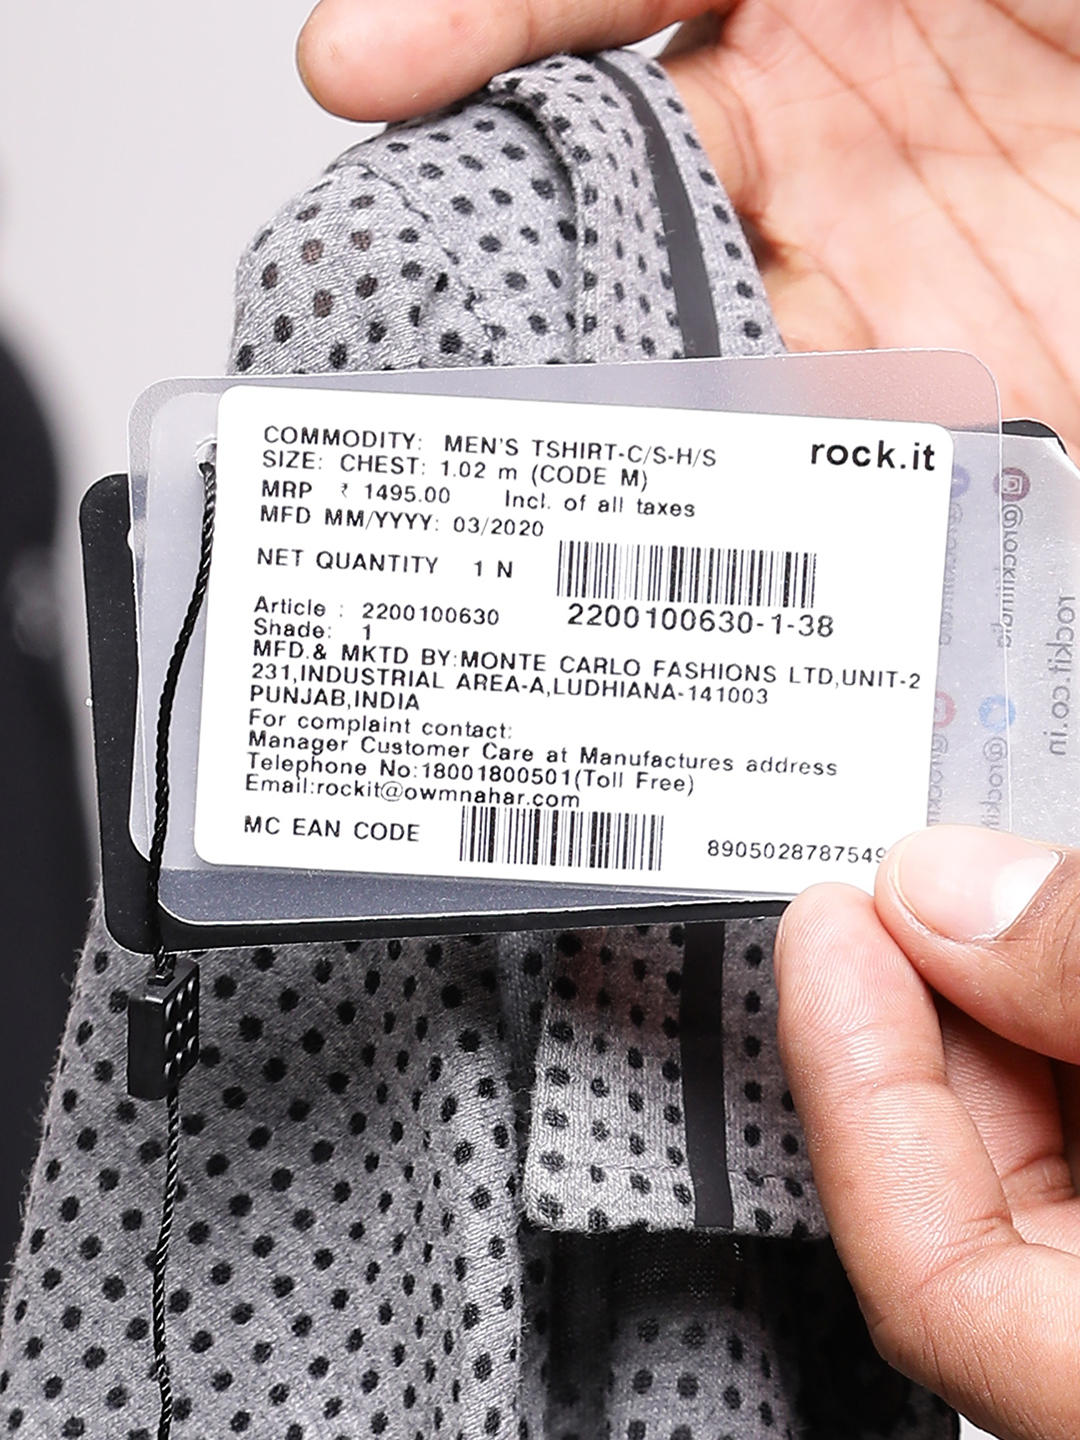 COMMODITY: MEN'S TSHIRT-C/S-H/S
rock.it
SIZE: CHEST: 1.02 m (CODE M)
MRP ₹ 1495.00 Incl. of all taxes
MFD MM/YYYY: 03/2020
NET QUANTITY 1 N
2200100630-1-38
Article : 2200100630
Shade: 1
MFD.& MKTD BY:MONTE CARLO FASHIONS LTD,UNIT-2
231,INDUSTRIAL AREA-A,LUDHIANA-141003
PUNJAB,INDIA
For complaint contact:
Manager Customer Care at Manufactures address
Telephone No:18001800501(Toll Free)
Email:rockit@owmnahar.com
MC EAN CODE
8905028787549
rockit.co.in